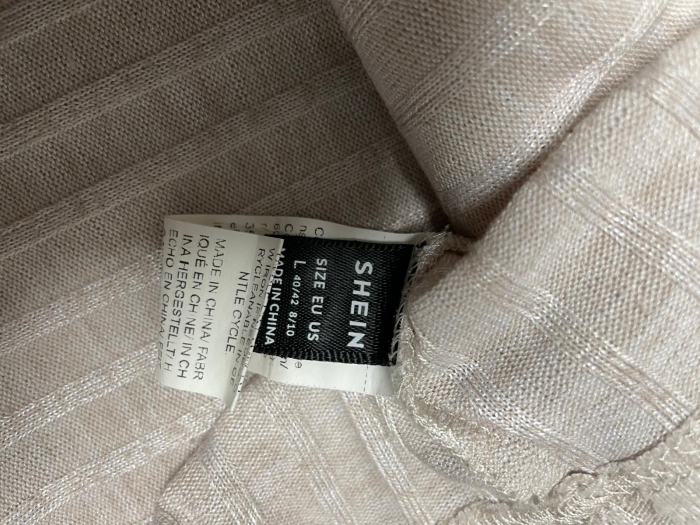 SHEIN
SIZE EU US
L 40/42 8/10
MADE IN CHINA
NTLE CYCLE
MADE IN CHINA/ FABR
IQUÉ EN CHINE/ IN CH
INA HERGESTELLT/ H
ECHO EN CHINA/